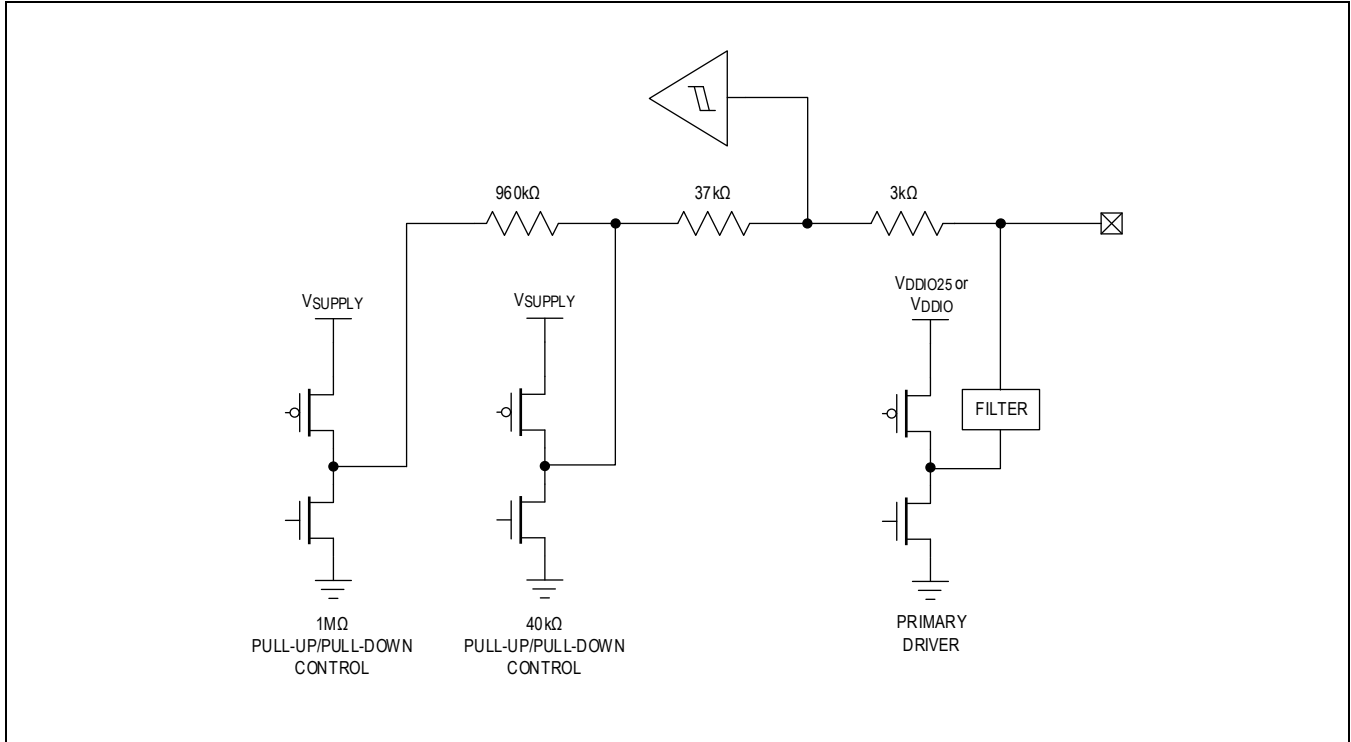 960kΩ
37kΩ
3kΩ
VSUPPLY
VSUPPLY
VDDIO25 or
VDDIO
FILTER
1MΩ
PULL-UP/PULL-DOWN
CONTROL
40kΩ
PULL-UP/PULL-DOWN
CONTROL
PRIMARY
DRIVER